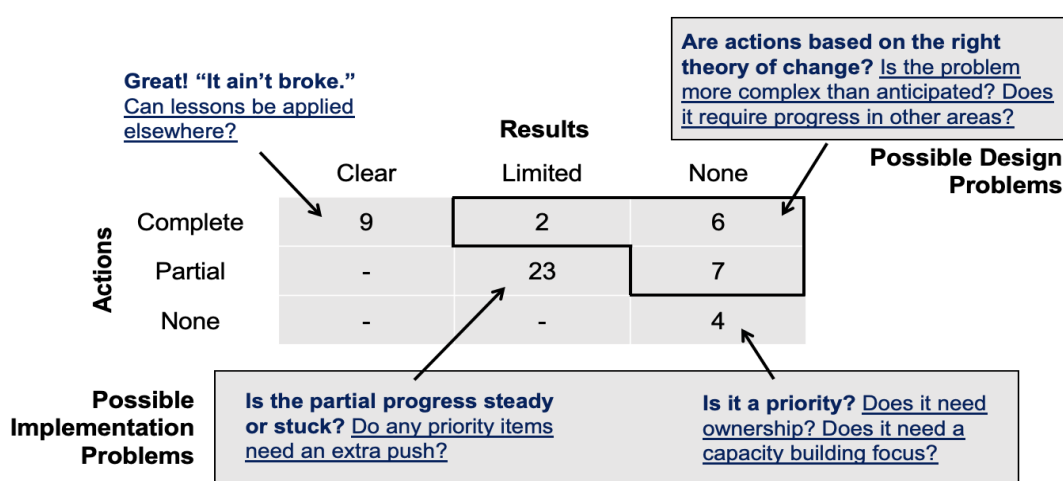 Great! “It ain’t broke.”
Can lessons be applied
elsewhere?
Are actions based on the right
theory of change? Is the problem
more complex than anticipated? Does
it require progress in other areas?
Possible Design
Problems
Results
Clear Limited None
Actions
Complete 9 2 6
Partial - 23 7
None - - 4
Possible
Implementation
Problems
Is the partial progress steady
or stuck? Do any priority items
need an extra push?
Is it a priority? Does it need
ownership? Does it need a
capacity building focus?